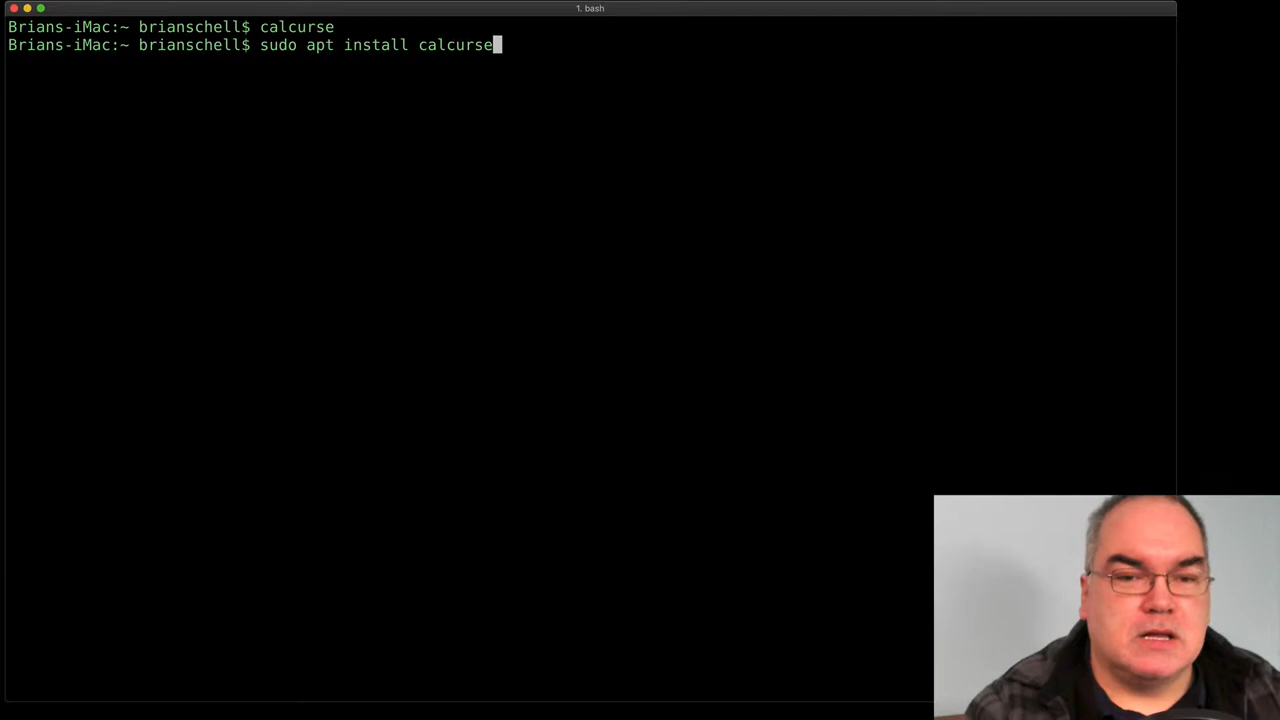 1. bash
Brians-iMac:~ brianschell$ calcurse
Brians-iMac:~ brianschell$ sudo apt install calcurse